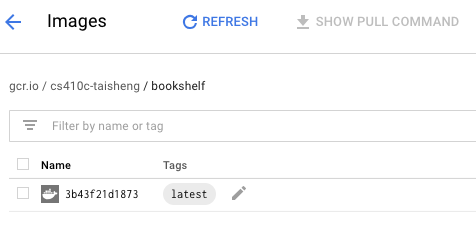 Images REFRESH SHOW PULL COMMAND
gcr.io / cs410c-taisheng / bookshelf
Filter by name or tag
Name Tags
3b43f21d1873 latest